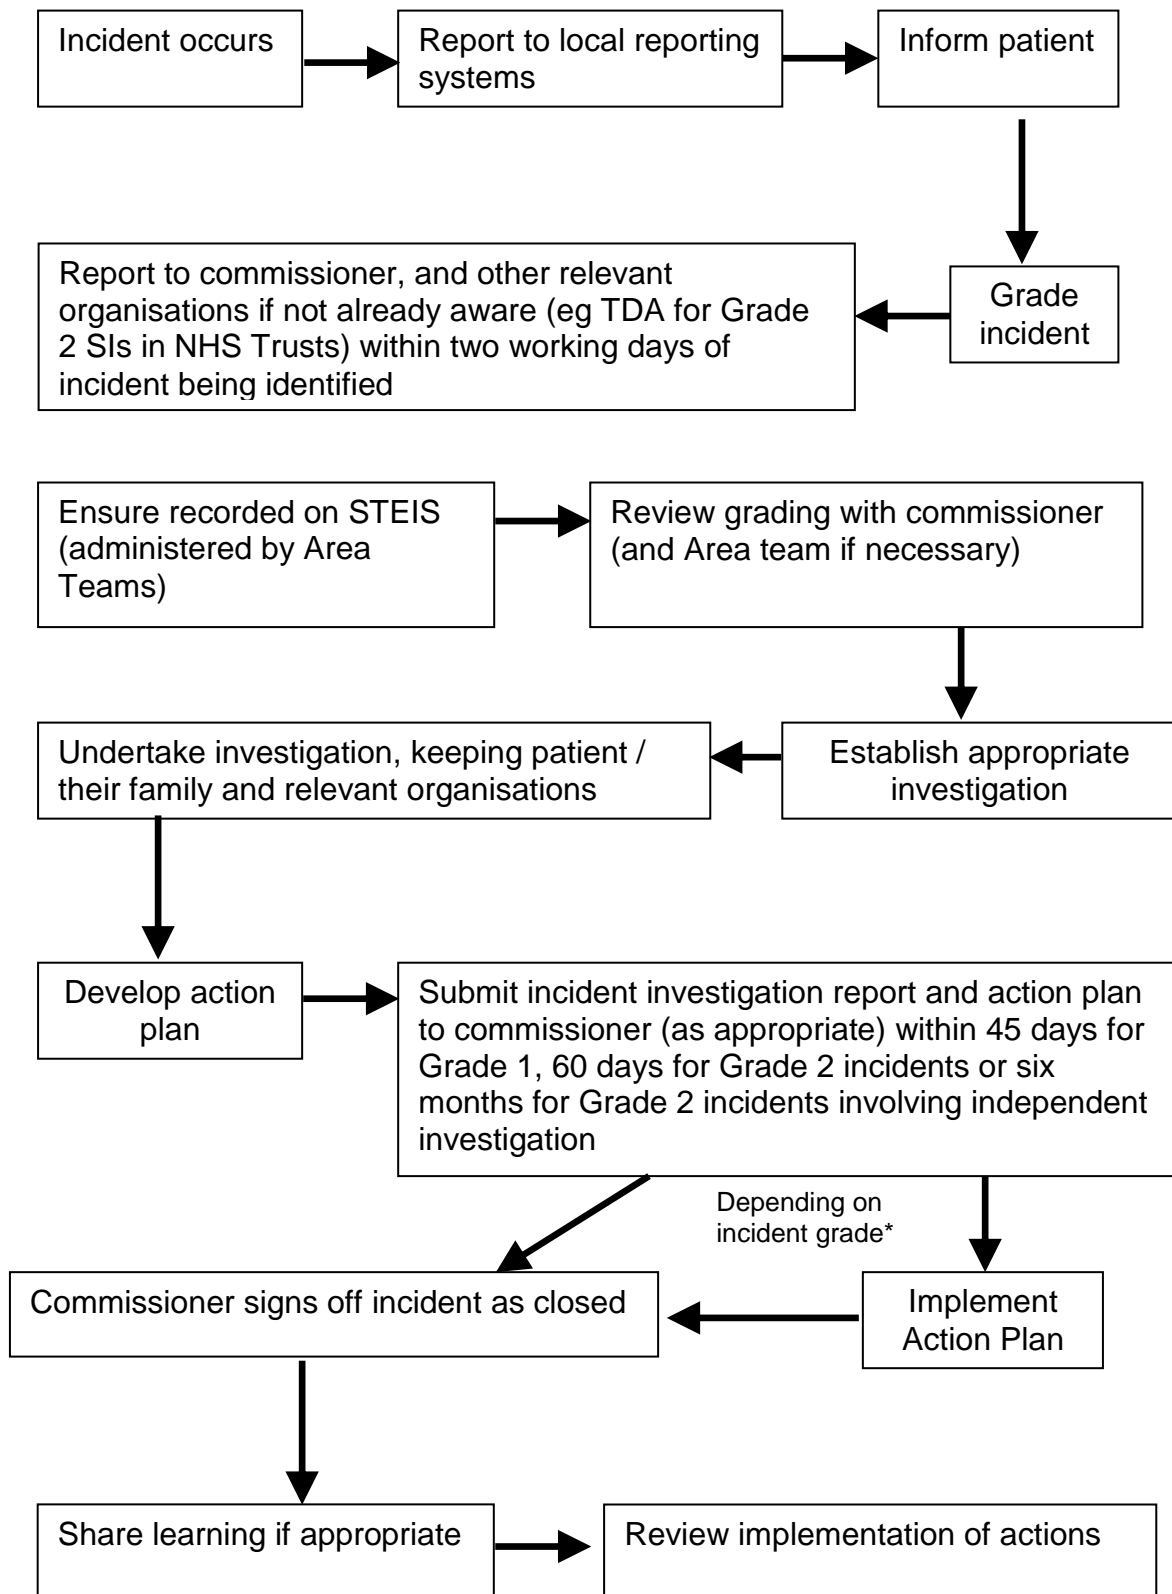 Incident occurs
Report to local reporting
systems
Inform patient
Grade
incident
Report to commissioner, and other relevant
organisations if not already aware (eg TDA for Grade
2 SIs in NHS Trusts) within two working days of
incident being identified
Ensure recorded on STEIS
(administered by Area
Teams)
Review grading with commissioner
(and Area team if necessary)
Establish appropriate
investigation
Undertake investigation, keeping patient /
their family and relevant organisations
Develop action
plan
Submit incident investigation report and action plan
to commissioner (as appropriate) within 45 days for
Grade 1, 60 days for Grade 2 incidents or six
months for Grade 2 incidents involving independent
investigation
Depending on
incident grade*
Implement
Action Plan
Commissioner signs off incident as closed
Share learning if appropriate
Review implementation of actions